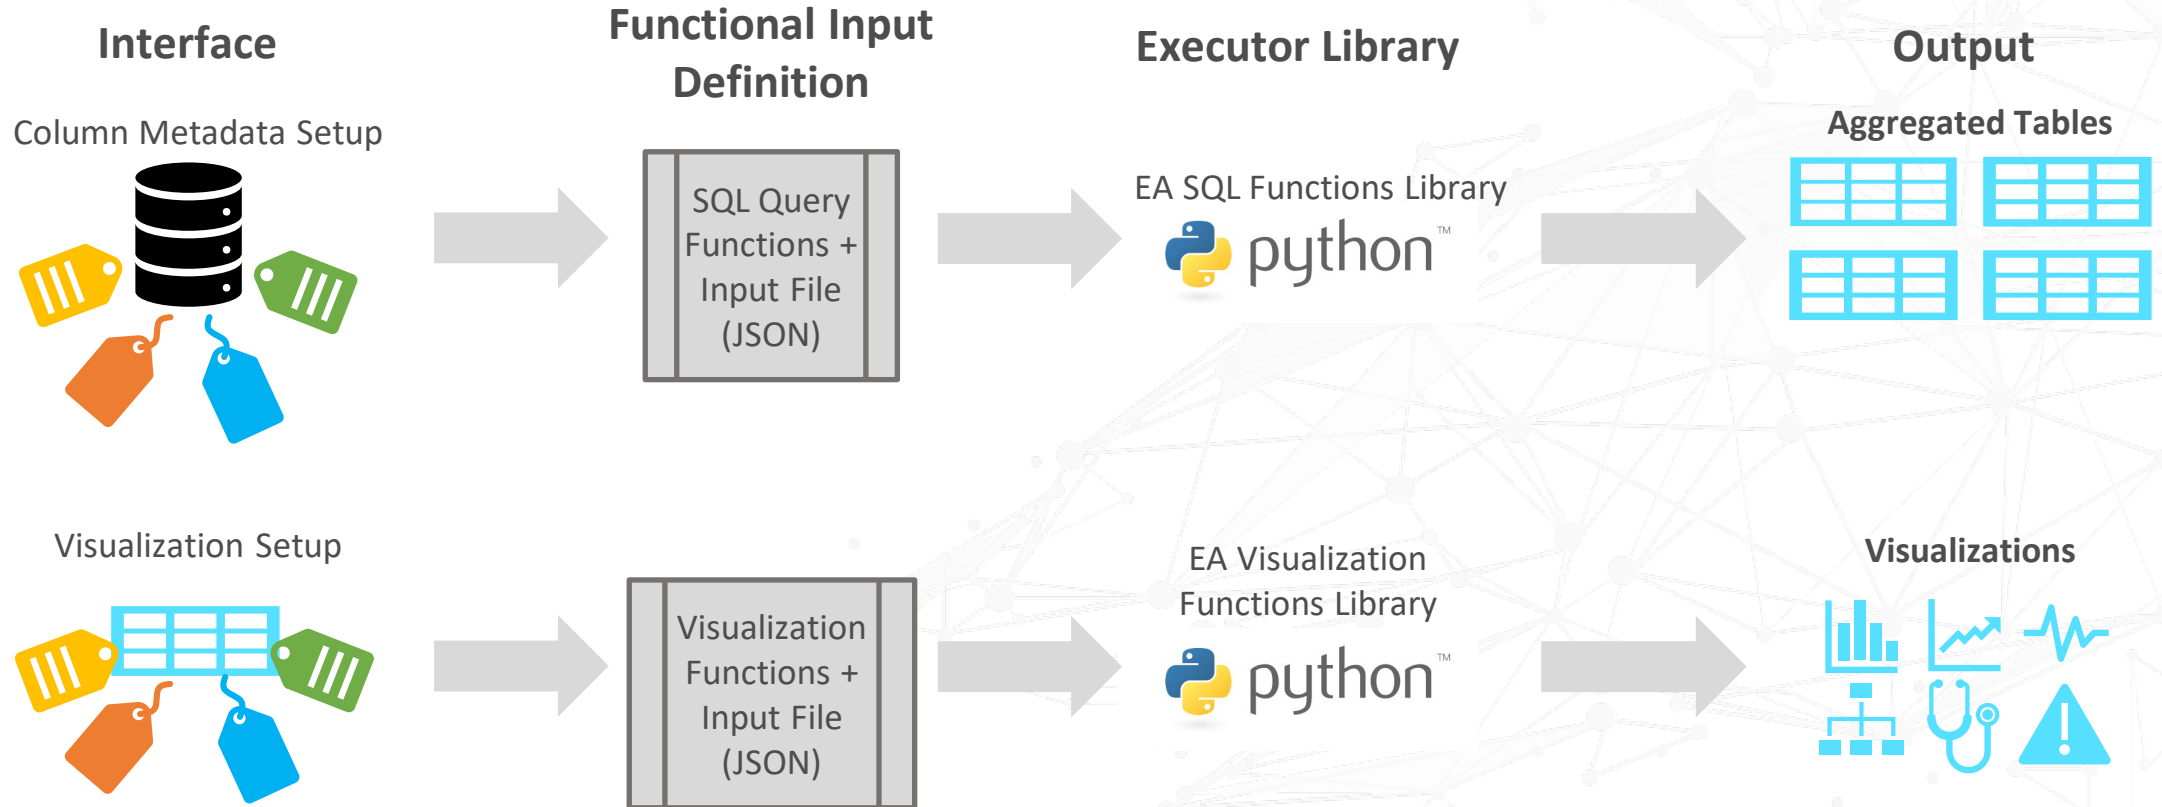 Interface
Functional Input
Definition
Executor Library
Output
Column Metadata Setup
SQL Query
Functions +
Input File
(JSON)
EA SQL Functions Library
python™
Aggregated Tables
Visualization Setup
Visualization
Functions +
Input File
(JSON)
EA Visualization
Functions Library
python™
Visualizations